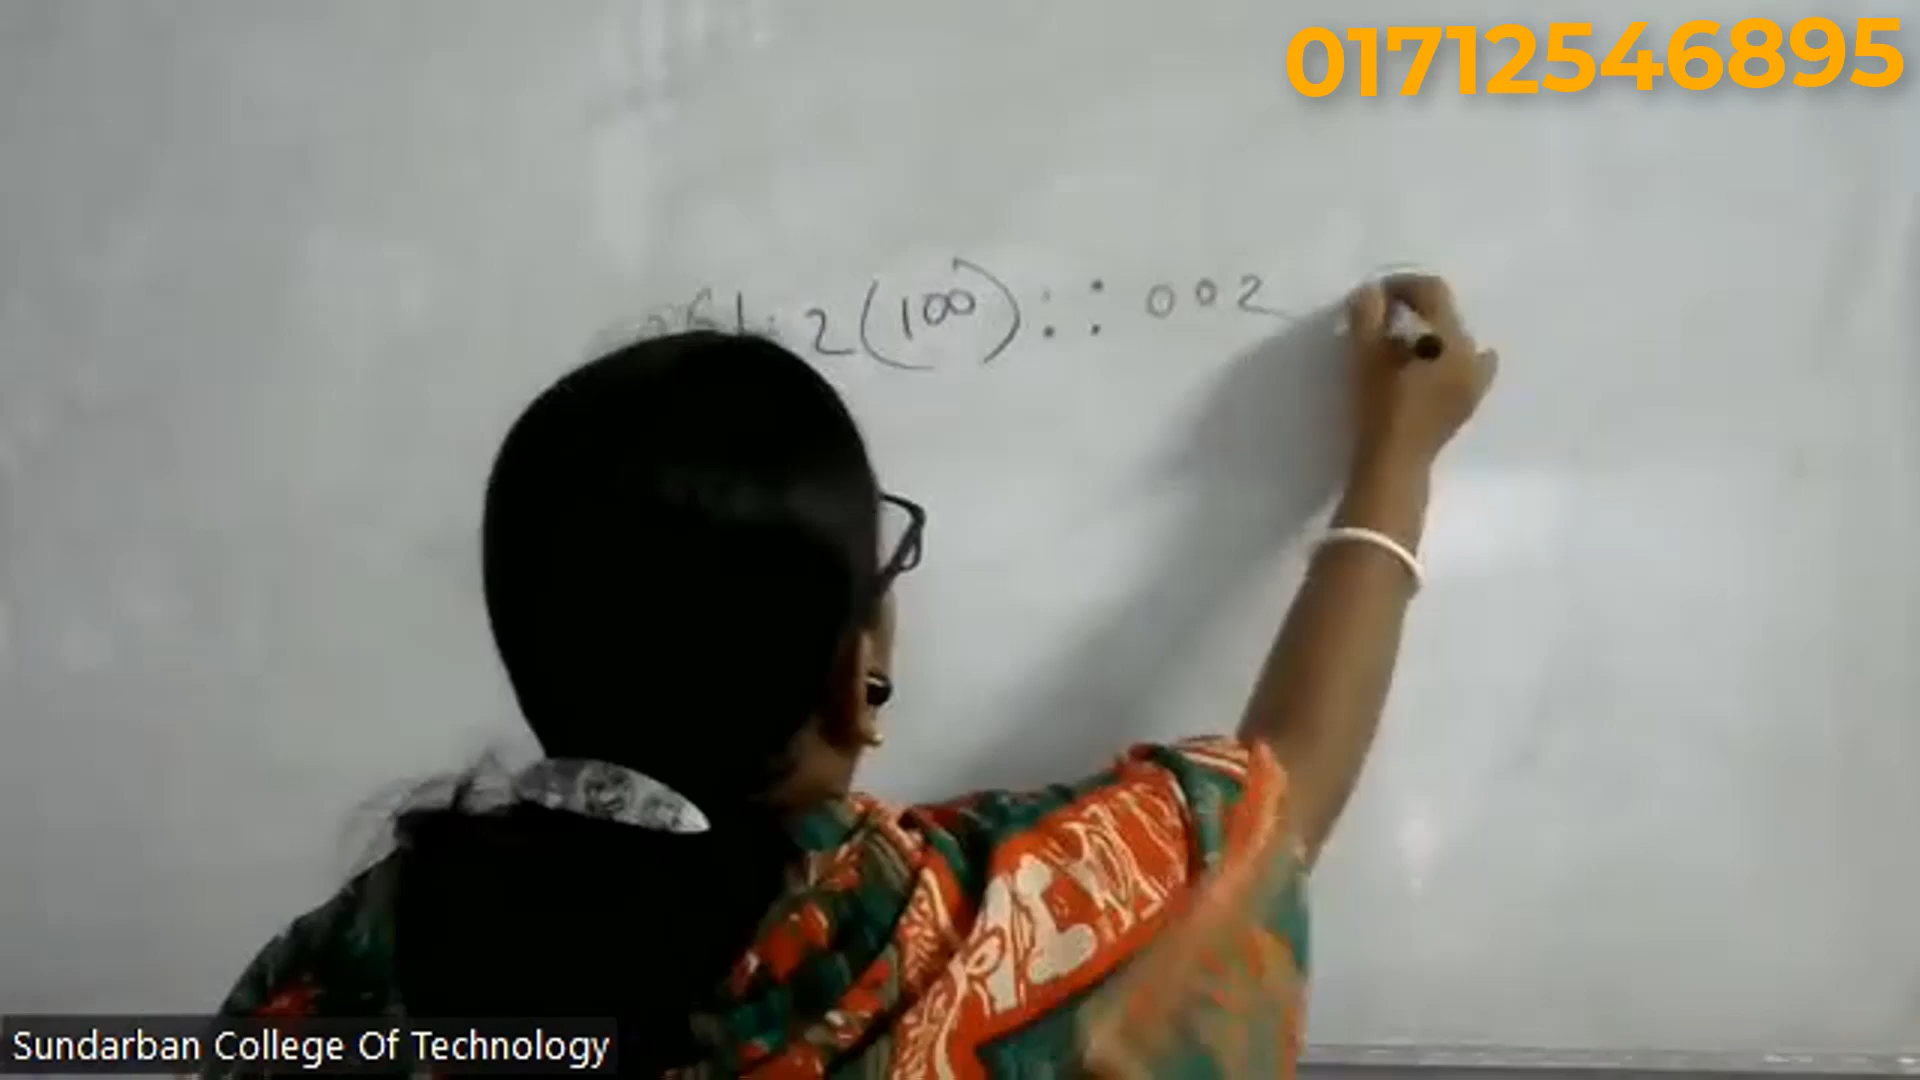 01712546895
2 (100) : : 002
Sundarban College Of Technology